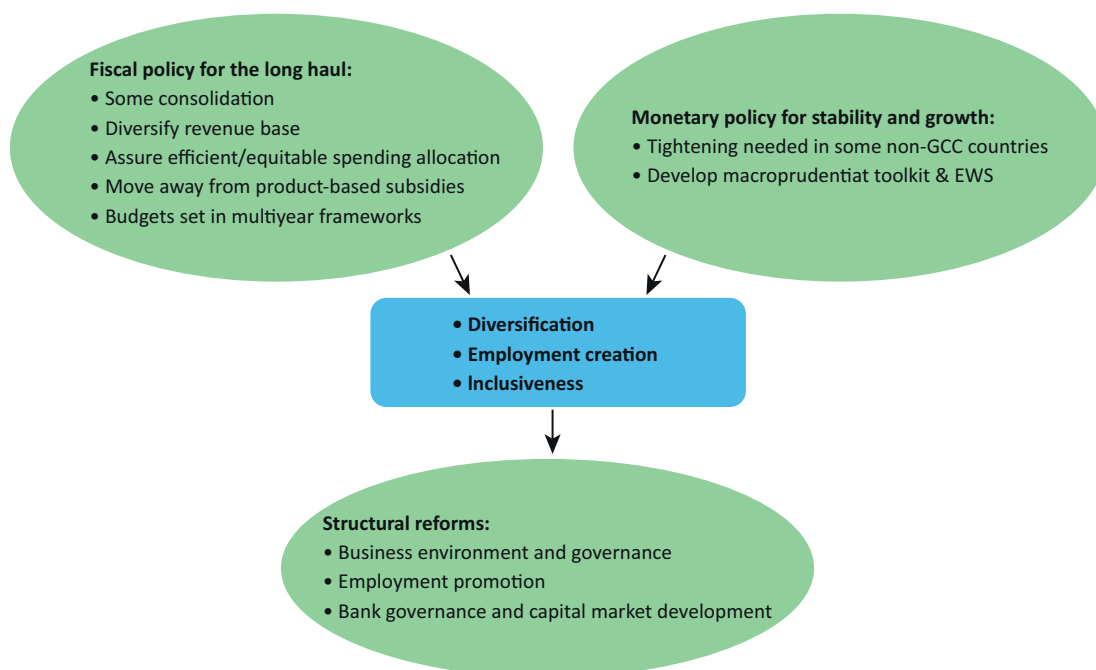 Fiscal policy for the long haul:
• Some consolidation
• Diversify revenue base
• Assure efficient/equitable spending allocation
• Move away from product-based subsidies
• Budgets set in multiyear frameworks
Monetary policy for stability and growth:
• Tightening needed in some non-GCC countries
• Develop macroprudentiat toolkit & EWS
• Diversification
• Employment creation
• lnclusiveness
Structural reforms:
• Business environment and governance
• Employment promotion
• Bank governance and capital market development